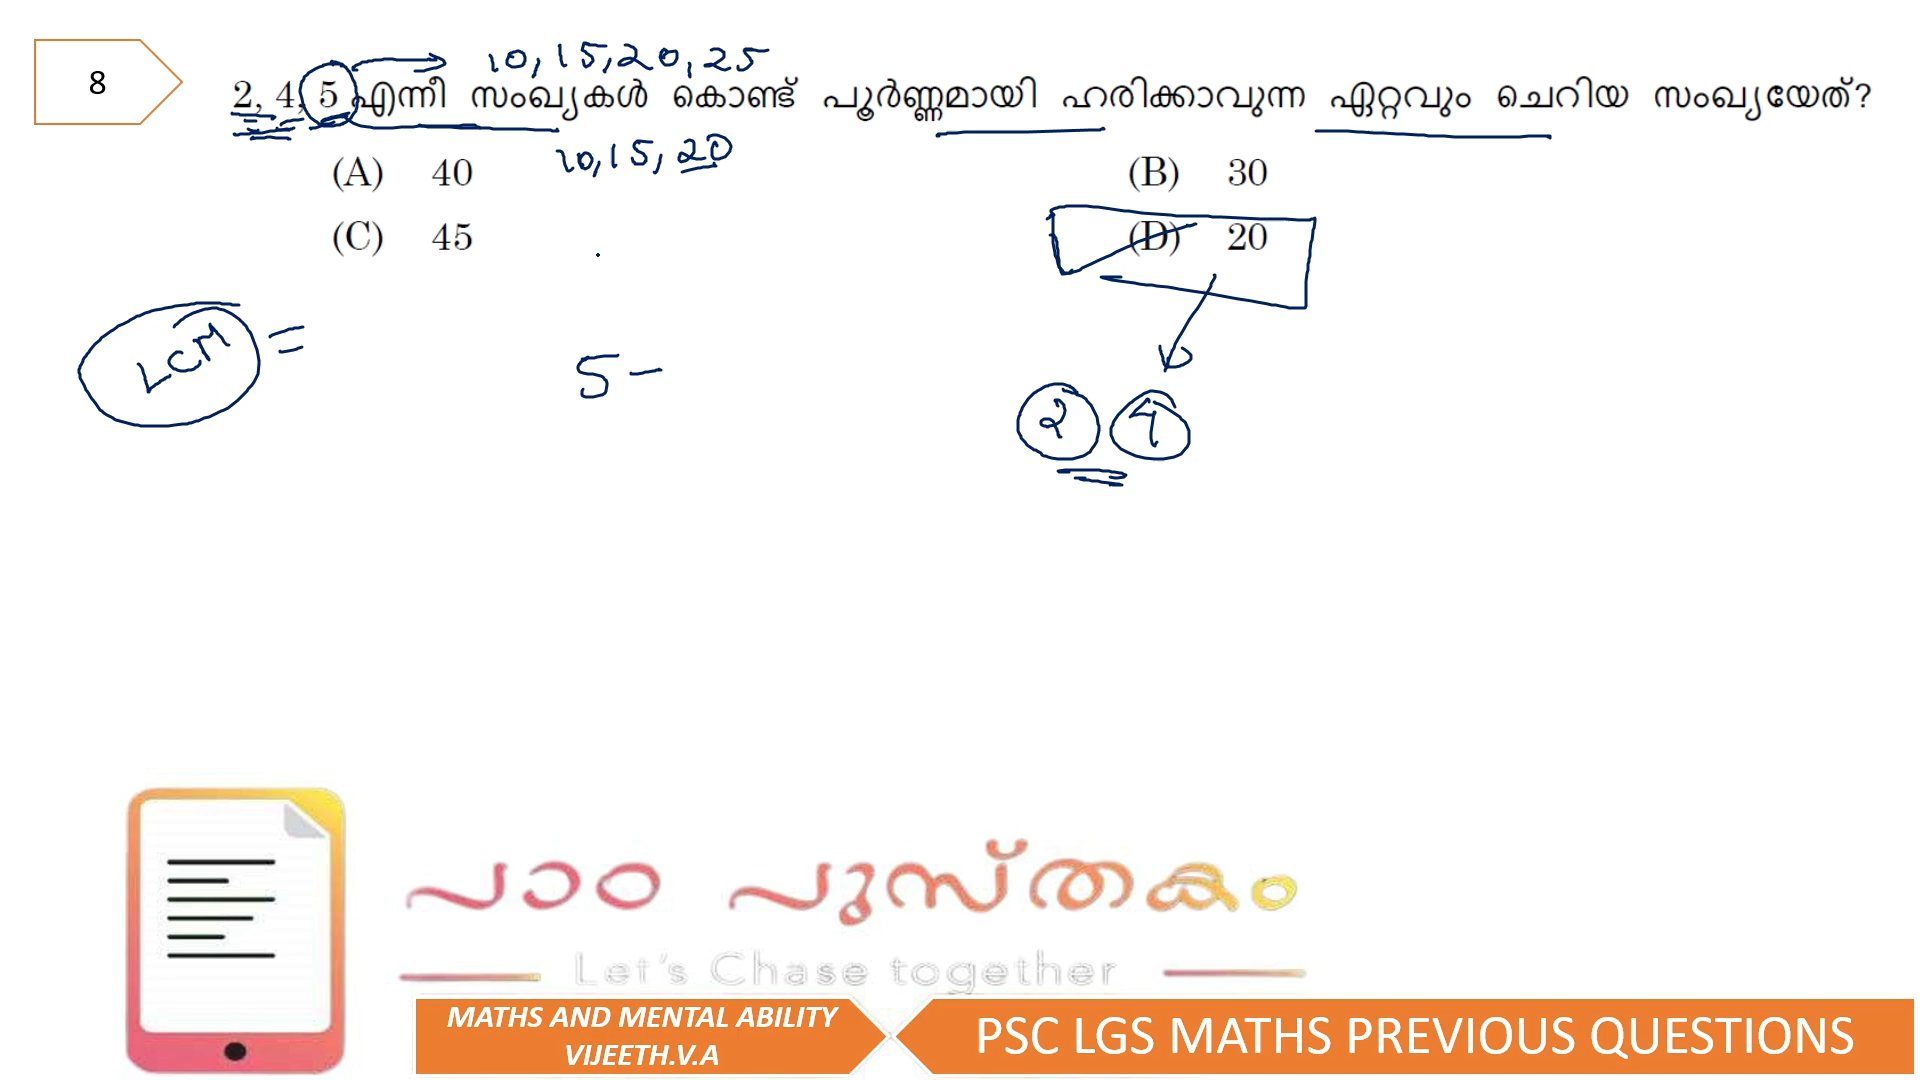 8
10, 15, 20, 25
2, 4, 5 എന്നീ സംഖ്യകൾ കൊണ്ട് പൂർണ്ണമായി ഹരിക്കാവുന്ന ഏറ്റവും ചെറിയ സംഖ്യയേത്?
10, 15, 20
(A) 40 (B) 30
(C) 45 (D) 20
LCM =
5 -
2 4
പാഠ പുസ്തകം
Let's Chase together
MATHS AND MENTAL ABILITY
VIJEETH.V.A
PSC LGS MATHS PREVIOUS QUESTIONS